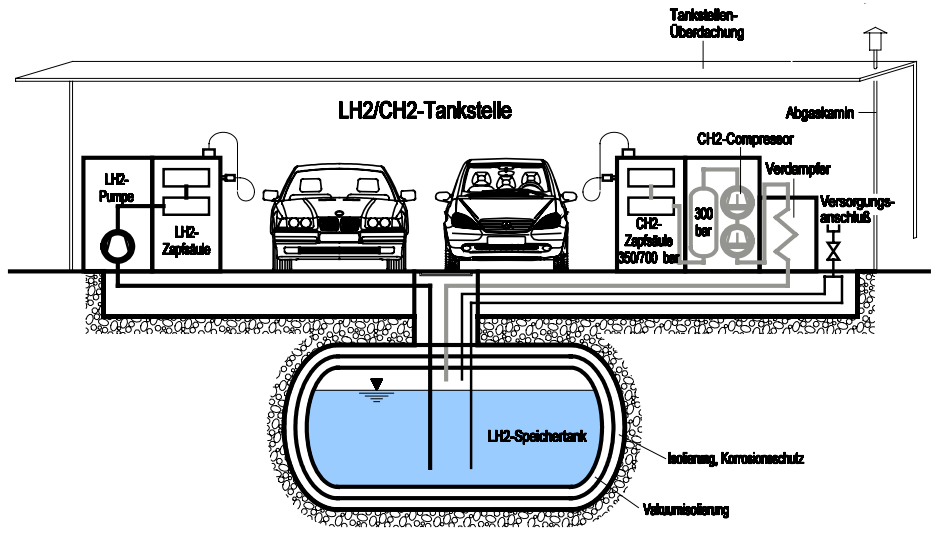 Tankstellen-
Überdachung
LH2/CH2-Tankstelle
Abgaskamin
CH2-Compressor
Verdampfer
LH2-
Pumpe
Versorgungs-
anschluß
300
bar
LH2-
Zapfsäule
CH2-
Zapfsäule
350/700 bar
LH2-Speichertank
Isolierung, Korrosionsschutz
Vakuumisolierung